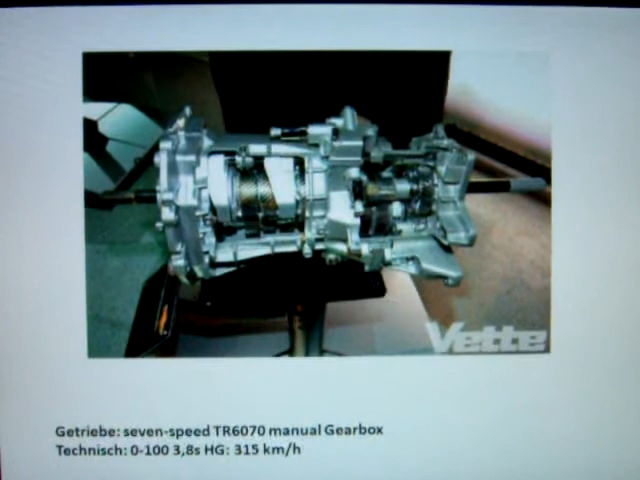 Vette
Getriebe: seven-speed TR6070 manual Gearbox
Technisch: 0-100 3,8s HG: 315 km/h